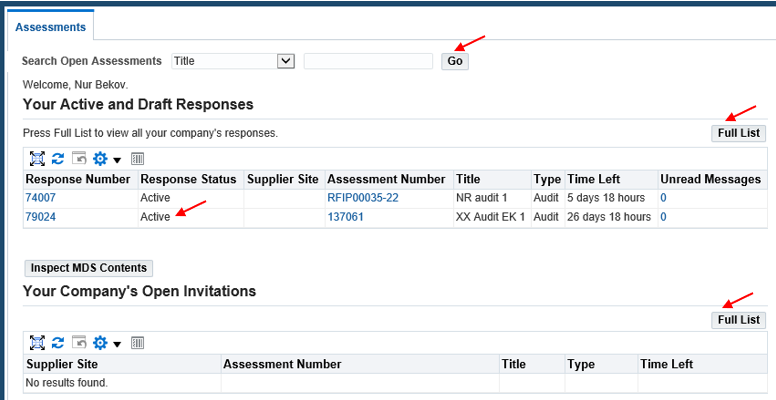 Assessments
Search Open Assessments Title Go
Welcome, Nur Bekov.
Your Active and Draft Responses
Press Full List to view all your company's responses. Full List
Response Number Response Status Supplier Site Assessment Number Title Type Time Left Unread Messages
74007 Active RFIP00035-22 NR audit 1 Audit 5 days 18 hours 0
79024 Active 137061 XX Audit EK 1 Audit 26 days 18 hours 0
Inspect MDS Contents
Your Company's Open Invitations
Full List
Supplier Site Assessment Number Title Type Time Left
No results found.